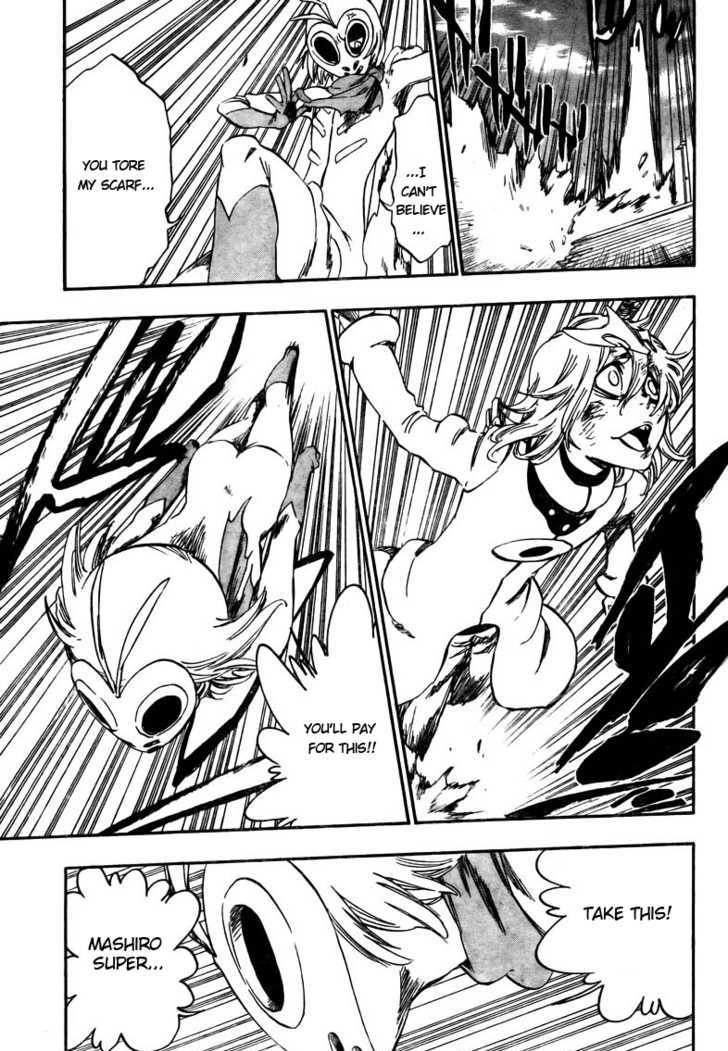 ...I
CAN'T
BELIEVE
...
YOU TORE
MY SCARF...
YOU'LL PAY
FOR THIS!!
TAKE THIS!
MASHIRO
SUPER...